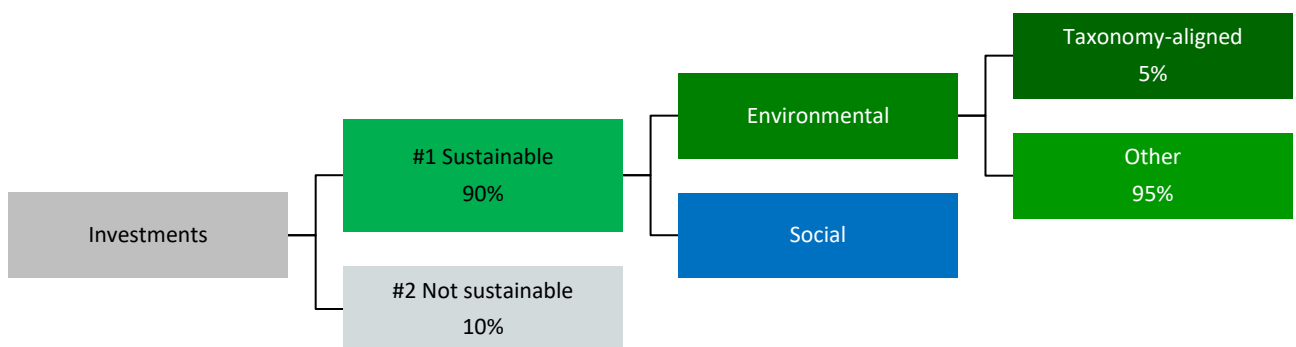 Investments
#1 Sustainable
90%
#2 Not sustainable
10%
Environmental
Social
Taxonomy-aligned
5%
Other
95%